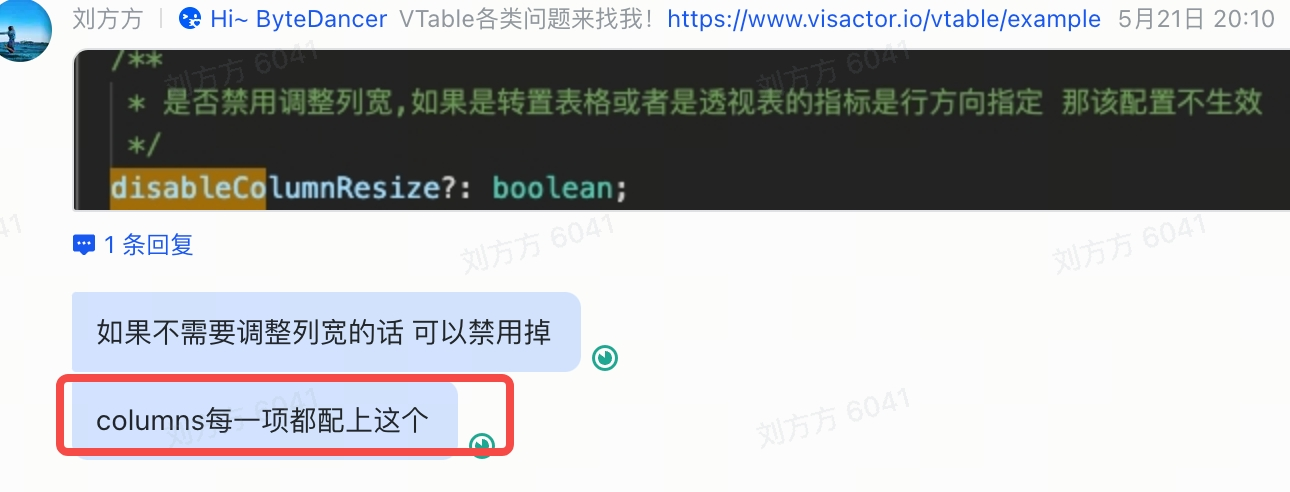 刘方方 | Hi~ ByteDancer VTable各类问题来找我！https://www.visactor.io/vtable/example 5月21日 20:10
/**
* 是否禁用调整列宽,如果是转置表格或者是透视表的指标是行方向指定 那该配置不生效
*/
disableColumnResize?: boolean;
1 条回复
如果不需要调整列宽的话 可以禁用掉
columns每一项都配上这个
刘方方 6041
刘方方 6041
刘方方 6041
刘方方 6041
刘方方 6041
刘方方 6041
41